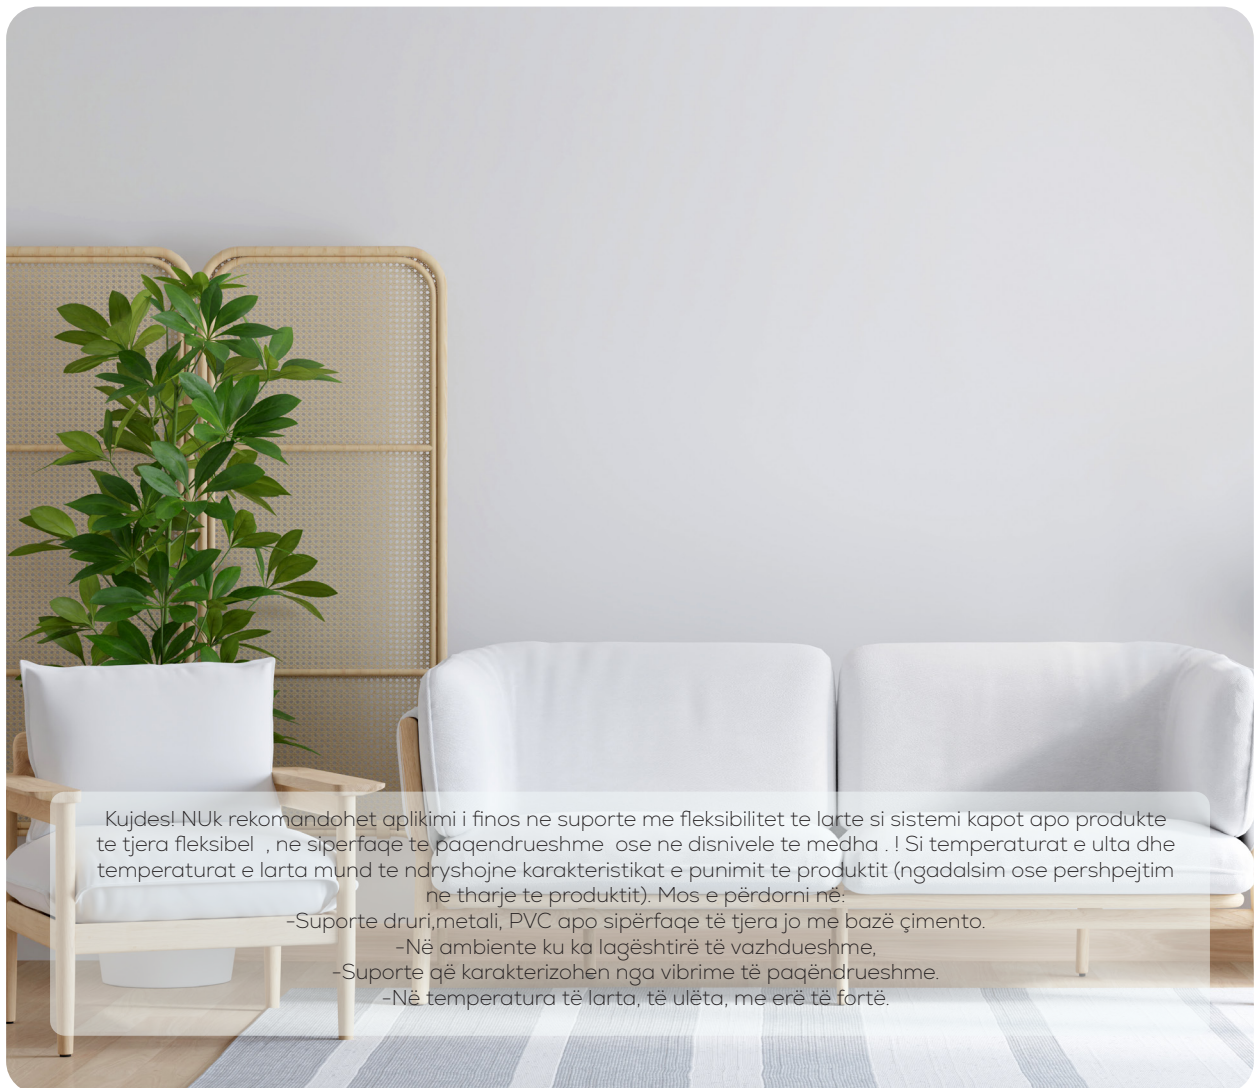 Kujdes! NUk rekomandohet aplikimi i finos ne suporte me fleksibilitet te larte si sistemi kapot apo produkte
te tjera fleksibel , ne siperfaqe te paqendrueshme ose ne disnivele te medha . ! Si temperaturat e ulta dhe
temperaturat e larta mund te ndryshojne karakteristikat e punimit te produktit (ngadalsim ose pershpejtim
ne tharje te produktit). Mos e përdorni në:
-Suporte druri,metali, PVC apo sipërfaqe të tjera jo me bazë çimento.
-Në ambiente ku ka lagështirë të vazhdueshme,
-Suporte që karakterizohen nga vibrime të paqëndrueshme.
-Në temperatura të larta, të ulëta, me erë të fortë.